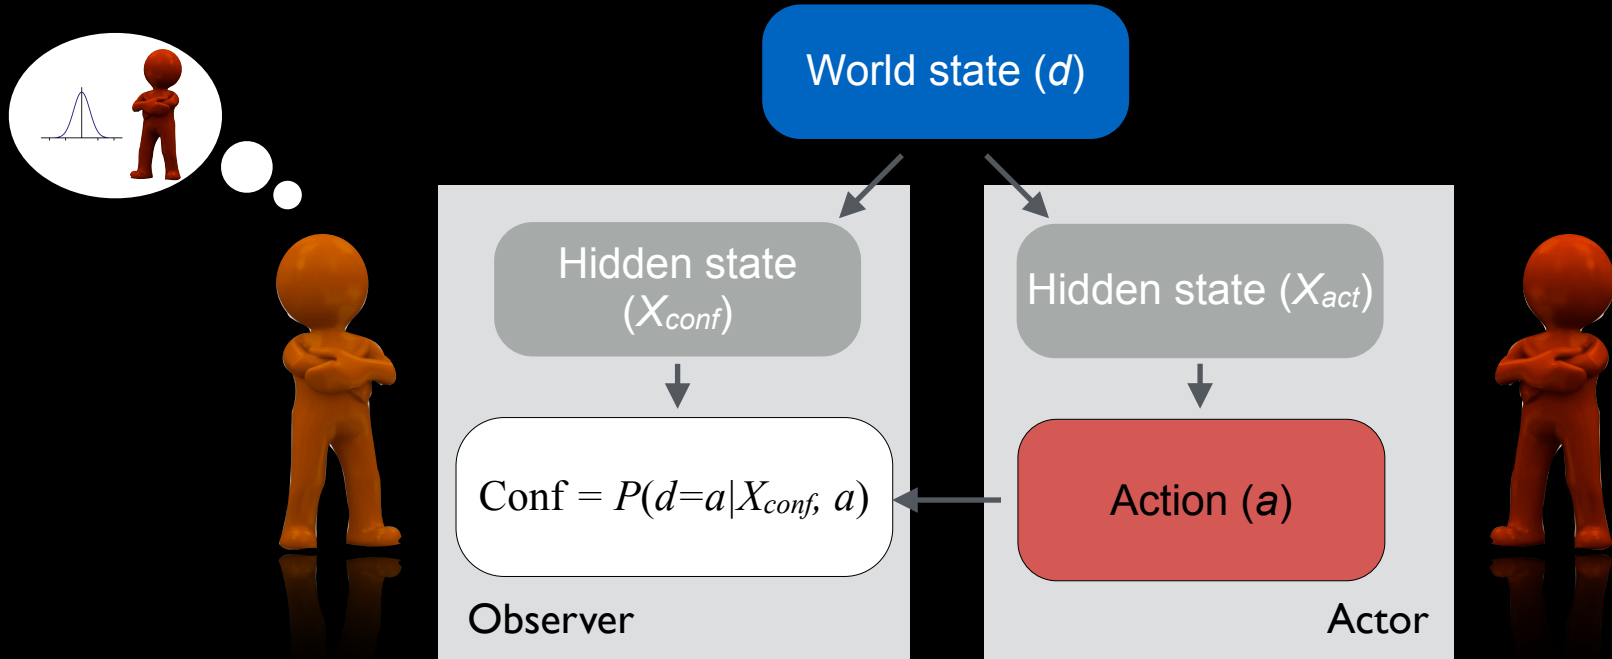 World state (d)
Hidden state
(Xconf)
Hidden state (Xact)
Conf = P(d=a|Xconf, a)
Action (a)
Observer
Actor